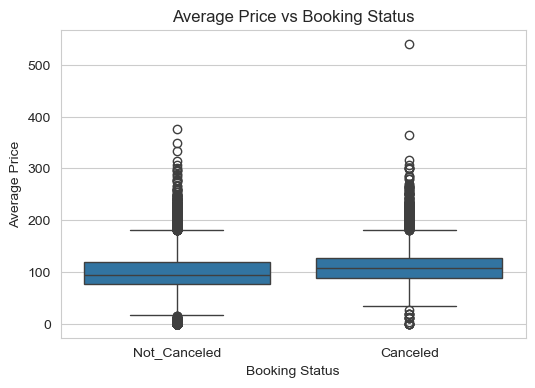 Average Price vs Booking Status
Average Price
500
400
300
200
100
0
Not_Canceled
Canceled
Booking Status